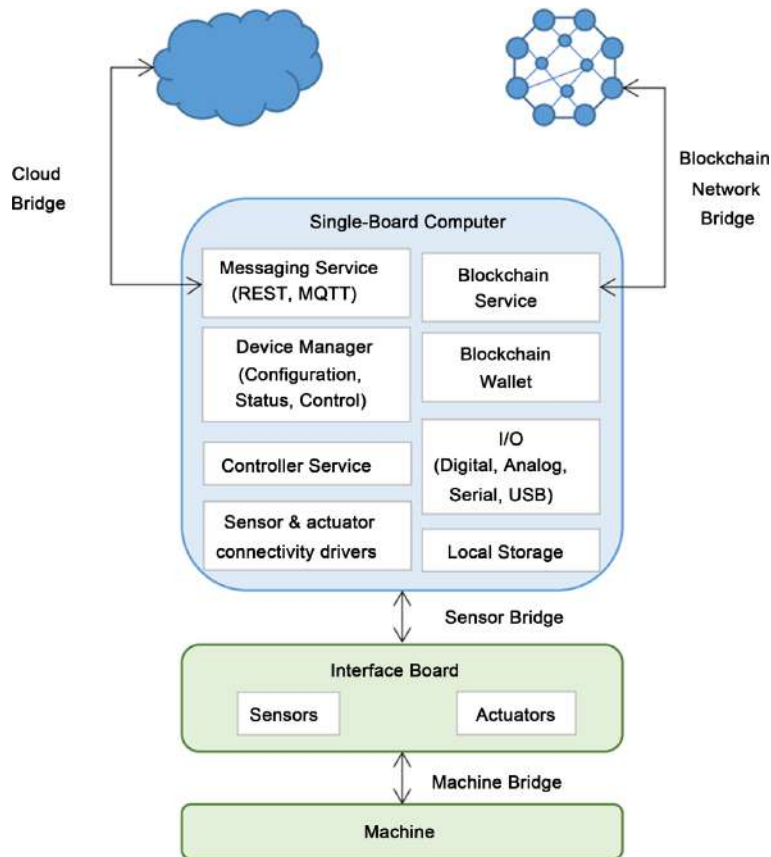 Cloud
Bridge
Blockchain
Network
Bridge
Single-Board Computer
Messaging Service
(REST, MQTT)
Blockchain
Service
Device Manager
(Configuration,
Status, Control)
Blockchain
Wallet
Controller Service
I/O
(Digital, Analog,
Serial, USB)
Sensor & actuator
connectivity drivers
Local Storage
Sensor Bridge
Interface Board
Sensors
Actuators
Machine Bridge
Machine